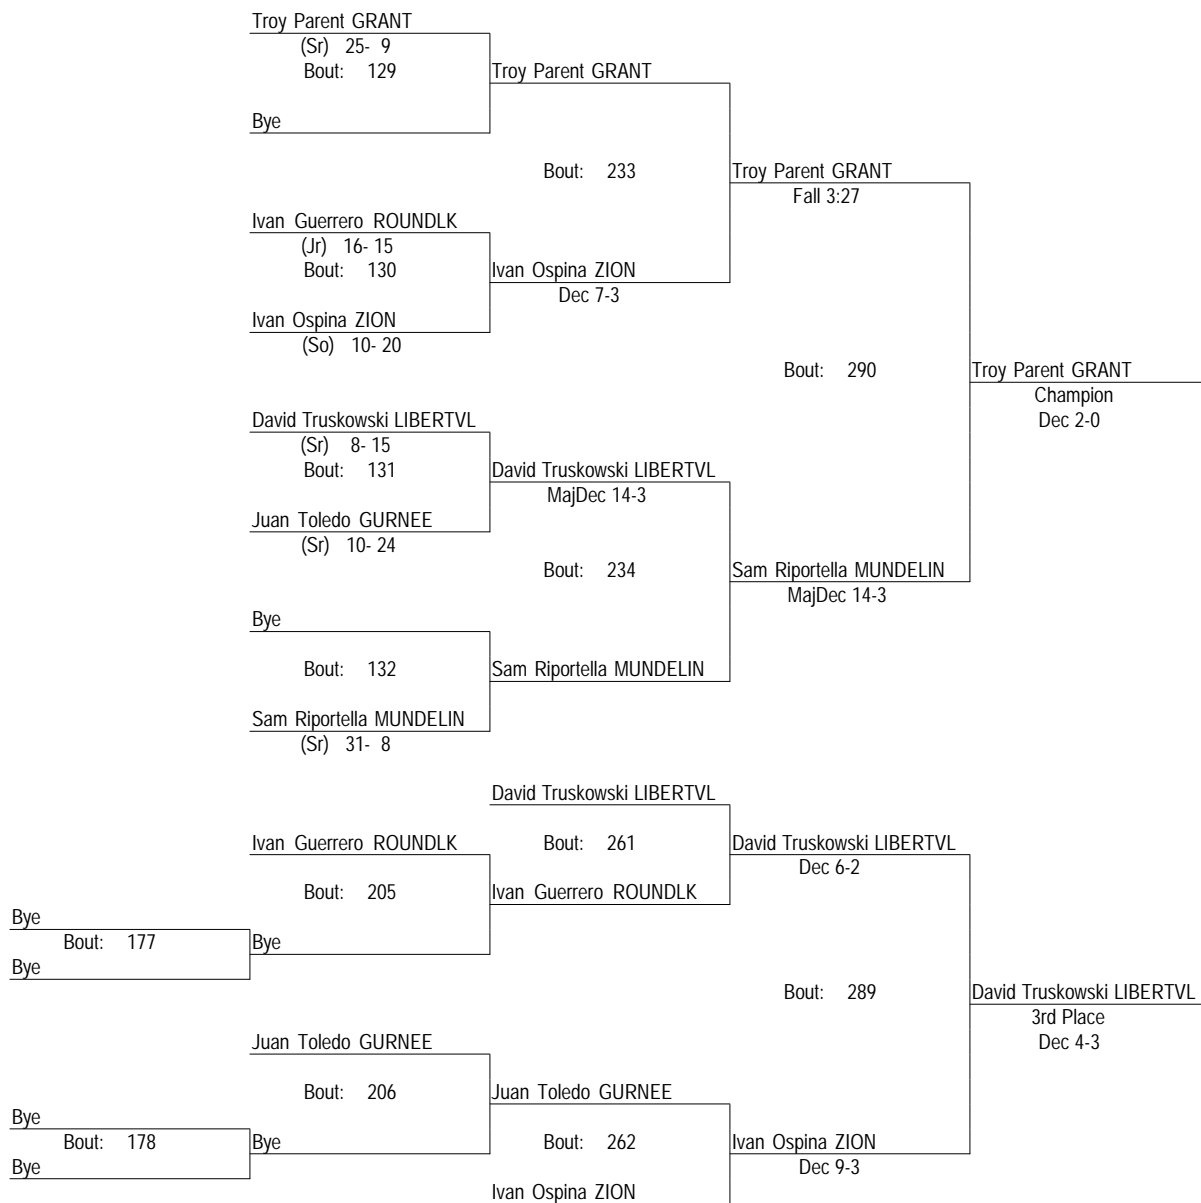 Troy Parent GRANT
(Sr) 25- 9
Bout: 129
Troy Parent GRANT
Bye
Bout: 233
Troy Parent GRANT
Fall 3:27
Ivan Guerrero ROUNDLK
(Jr) 16- 15
Bout: 130
Ivan Ospina ZION
Dec 7-3
Ivan Ospina ZION
(So) 10- 20
Bout: 290
Troy Parent GRANT
Champion
Dec 2-0
David Truskowski LIBERTVL
(Sr) 8- 15
Bout: 131
David Truskowski LIBERTVL
MajDec 14-3
Juan Toledo GURNEE
(Sr) 10- 24
Bout: 234
Sam Riportella MUNDELIN
MajDec 14-3
Bye
Bout: 132
Sam Riportella MUNDELIN
Sam Riportella MUNDELIN
(Sr) 31- 8
David Truskowski LIBERTVL
Ivan Guerrero ROUNDLK
Bout: 261
David Truskowski LIBERTVL
Dec 6-2
Bout: 205
Ivan Guerrero ROUNDLK
Bye
Bout: 177
Bye
Bye
Bout: 289
David Truskowski LIBERTVL
3rd Place
Dec 4-3
Juan Toledo GURNEE
Bout: 206
Juan Toledo GURNEE
Bye
Bout: 178
Bye
Bye
Bout: 262
Ivan Ospina ZION
Dec 9-3
Ivan Ospina ZION